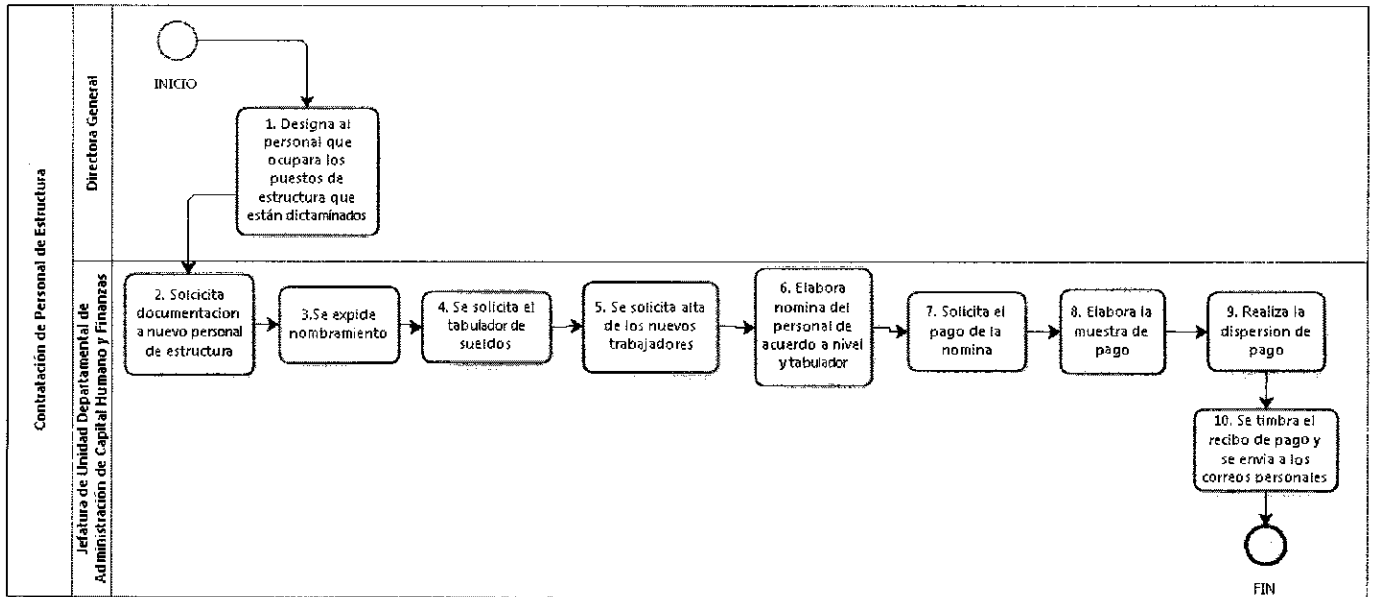 Contratación de Personal de Estructura
Directora General
INICIO
1. Designa al
personal que
ocupara los
puestos de
estructura que
están dictaminados
Jefatura de Unidad Departamental de
Administración de Capital Humano y Finanzas
2. Solcicita
documentacion
a nuevo personal
de estructura
3.Se expide
nombramiento
4. Se solicita el
tabulador de
sueldos
5. Se solicita alta
de los nuevos
trabajadores
6. Elabora
nomina del
personal de
acuerdo a nivel
y tabulador
7. Solicita el
pago de la
nomina
8. Elabora la
muestra de
pago
9. Realiza la
dispersion de
pago
10. Se timbra el
recibo de pago y
se envia a los
correos personales
FIN